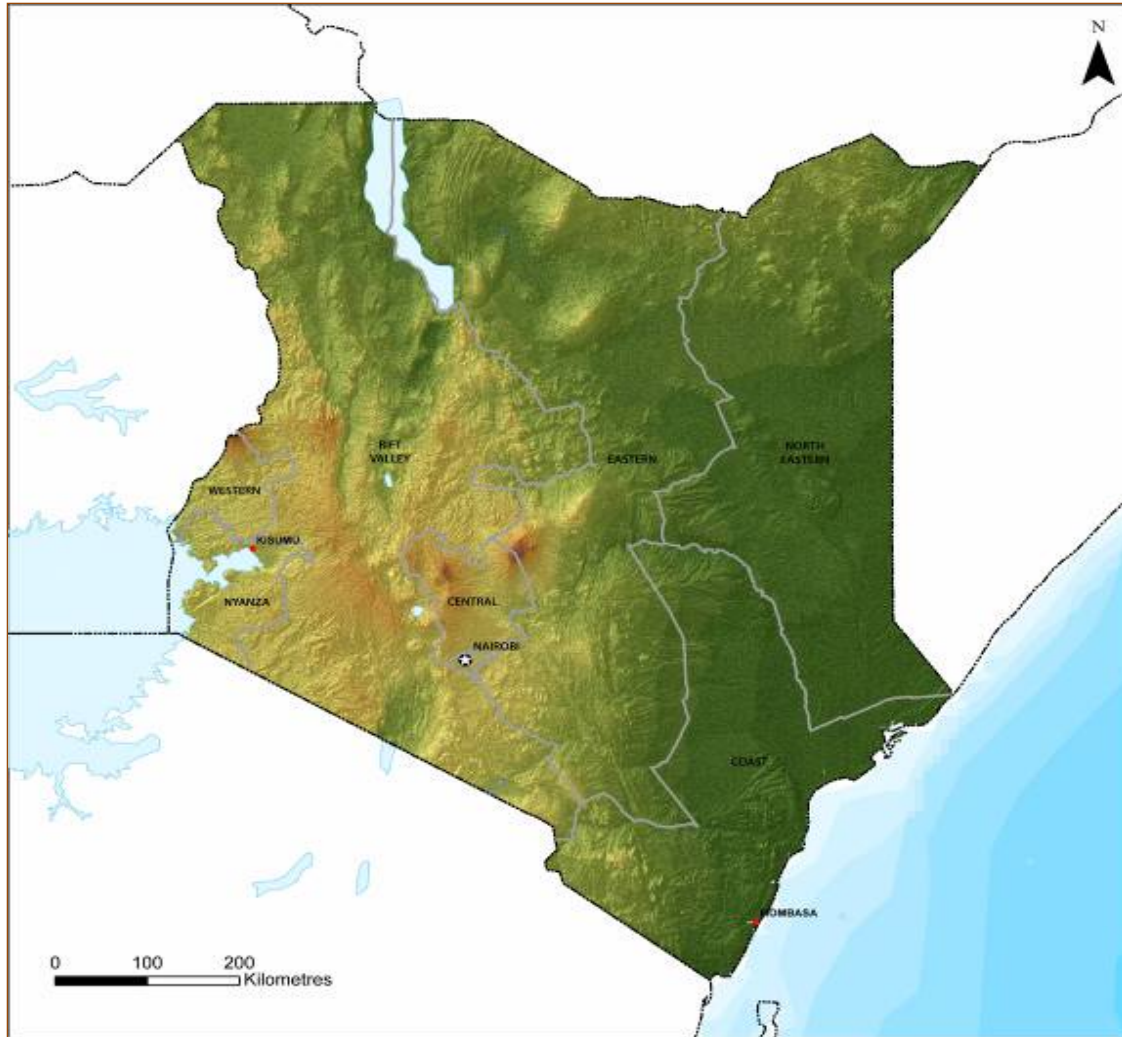 N
RIFT
VALLEY
NORTH
EASTERN
EASTERN
WESTERN
KISUMU
NYANZA
CENTRAL
NAIROBI
COAST
MOMBASA
0 100 200
Kilometres